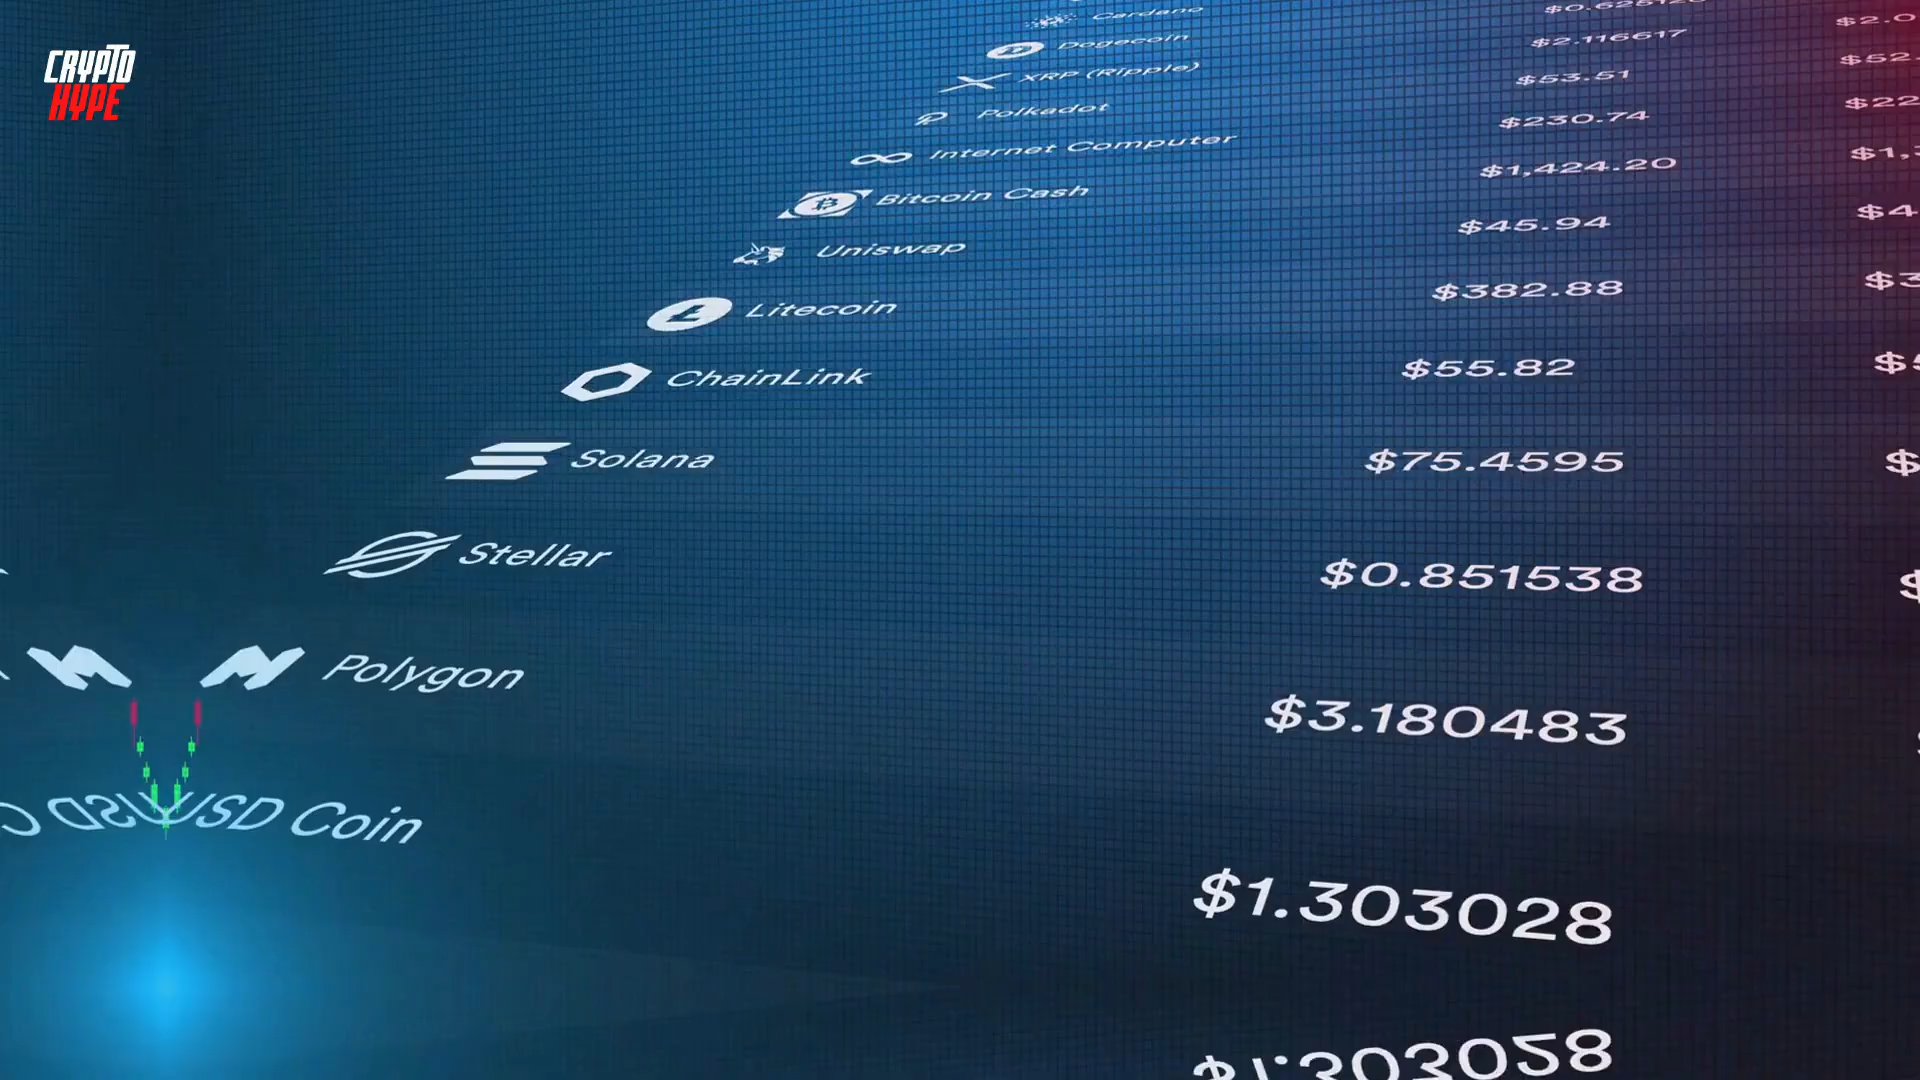 CRYPTO
HYPE
Cardano
Dogecoin $2.116617
XRP (Ripple) $53.51
Polkadot $230.74
Internet Computer $1,424.20
Bitcoin Cash $45.94
Uniswap $382.88
Litecoin $55.82
ChainLink $75.4595
Solana $0.851538
Stellar $3.180483
Polygon $1.303028
USD Coin